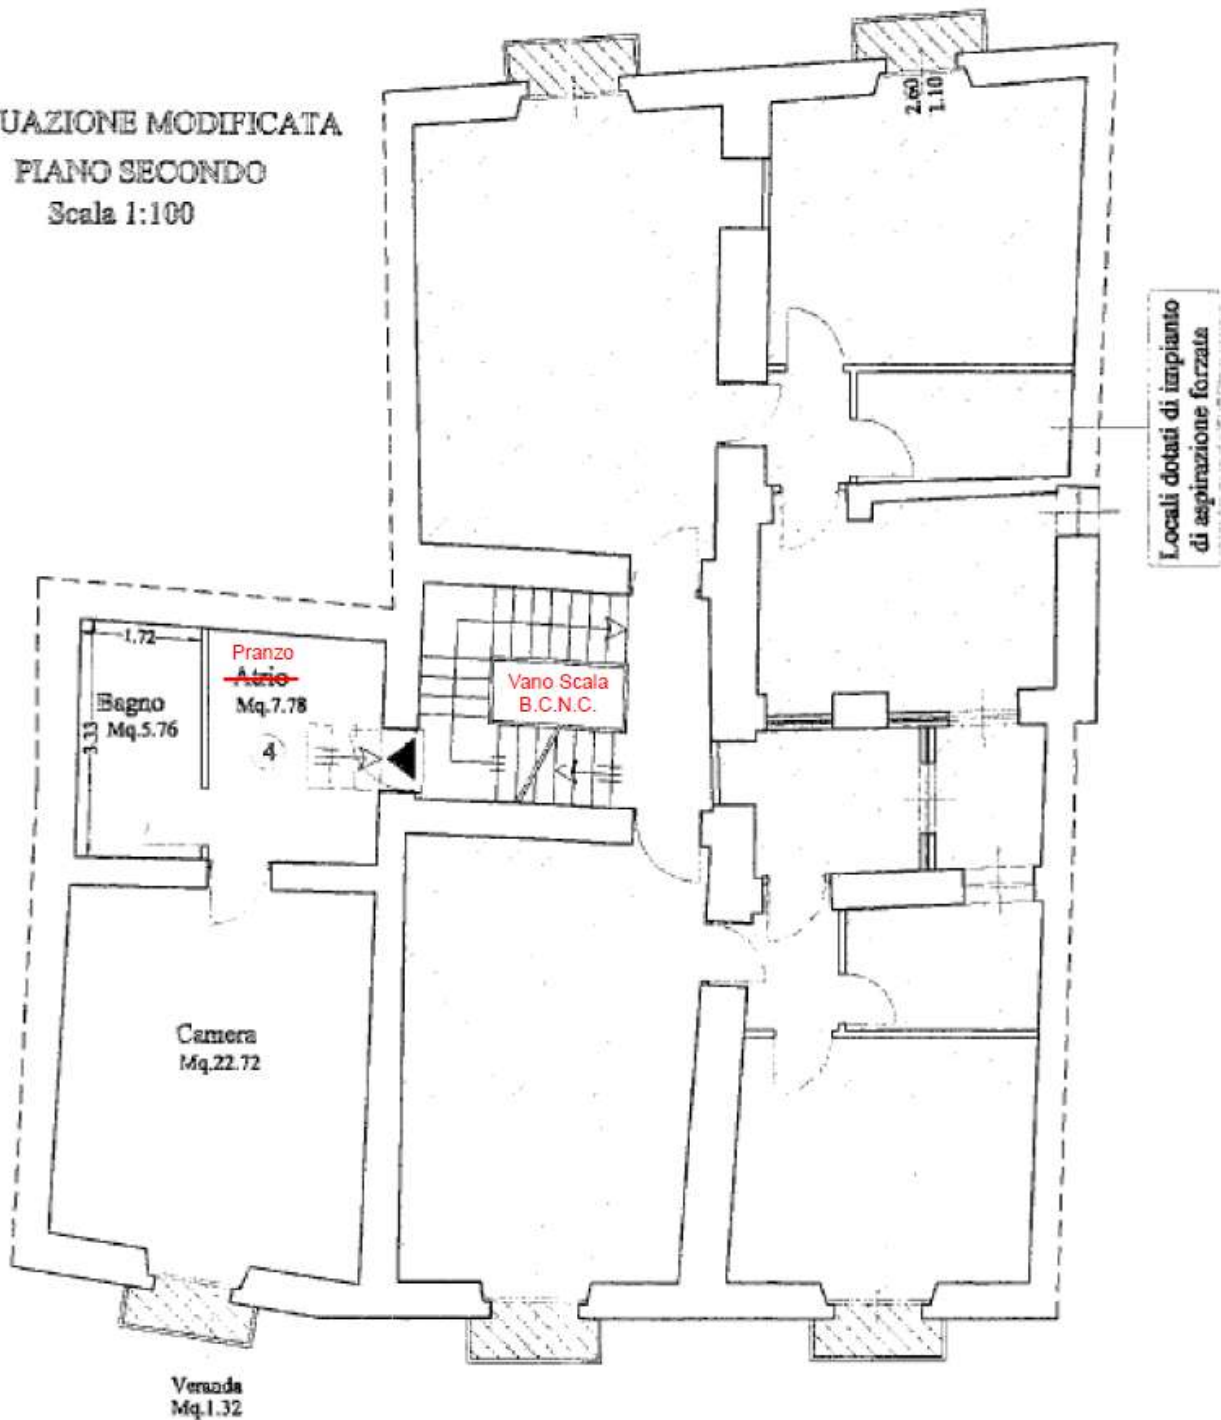 UAZIONE MODIFICATA
PIANO SECONDO
Scala 1:100
2.60
1.10
Locali dotati di impianto
di aspirazione forzata
1.72
Pranzo
Atrio
Mq.7.78
Bagno
Mq.5.76
3.33
4
Vano Scala
B.C.N.C.
Camera
Mq.22.72
Veranda
Mq.1.32